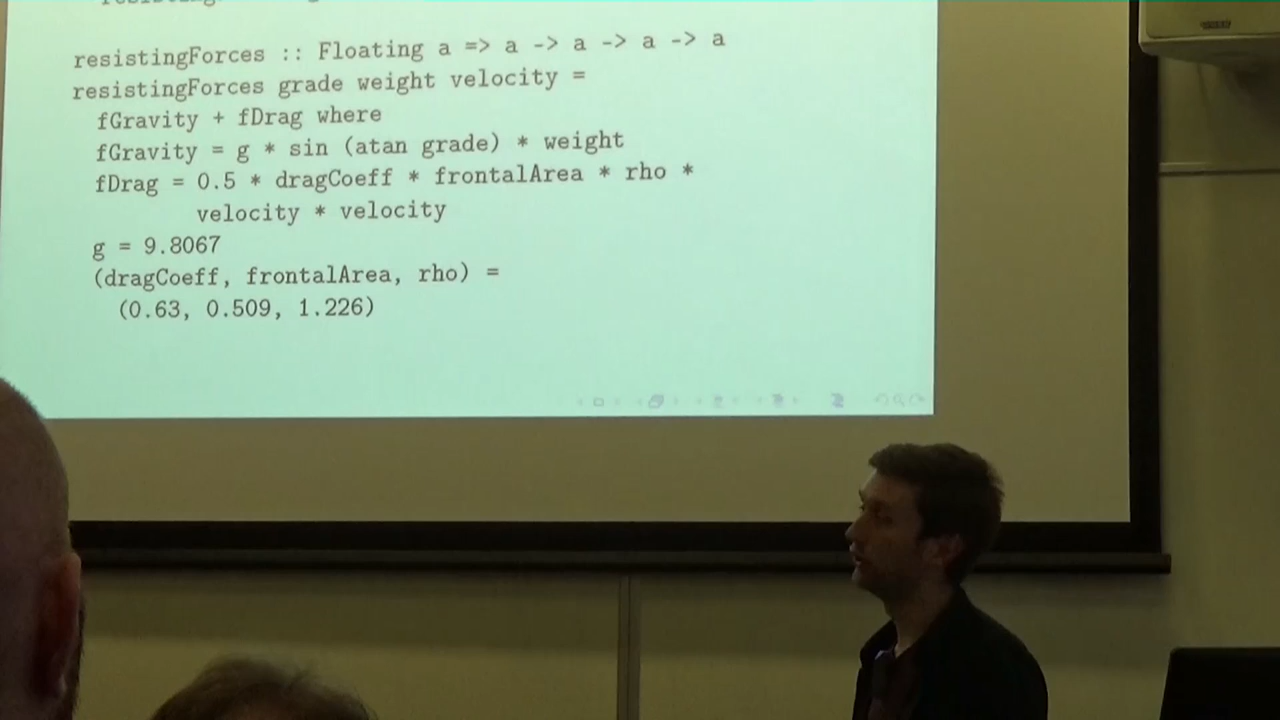 resistingForces :: Floating a => a -> a -> a -> a
resistingForces grade weight velocity =
fGravity + fDrag where
fGravity = g * sin (atan grade) * weight
fDrag = 0.5 * dragCoeff * frontalArea * rho *
velocity * velocity
g = 9.8067
(dragCoeff, frontalArea, rho) =
(0.63, 0.509, 1.226)